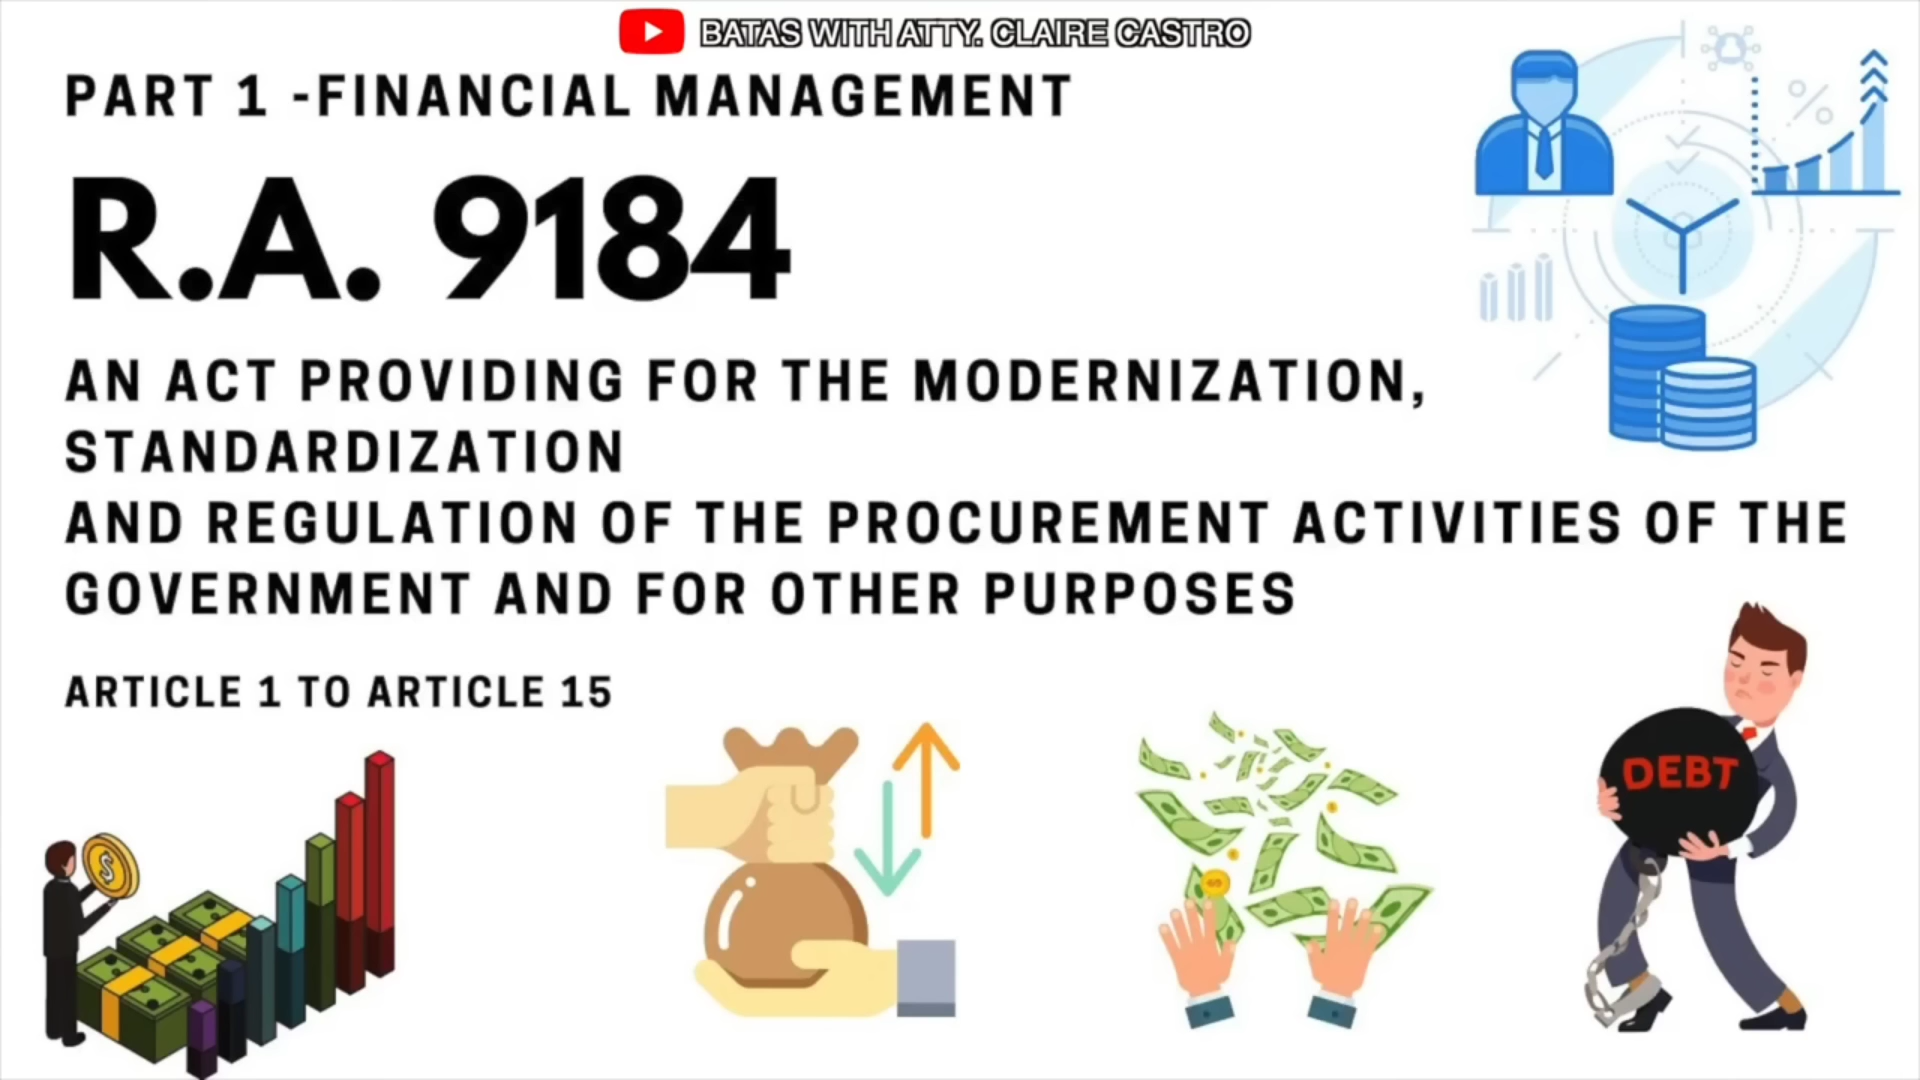 BATAS WITH ATTY. CLAIRE CASTRO
PART 1 -FINANCIAL MANAGEMENT
R.A. 9184
AN ACT PROVIDING FOR THE MODERNIZATION,
STANDARDIZATION
AND REGULATION OF THE PROCUREMENT ACTIVITIES OF THE
GOVERNMENT AND FOR OTHER PURPOSES
ARTICLE 1 TO ARTICLE 15
%
$
DEBT